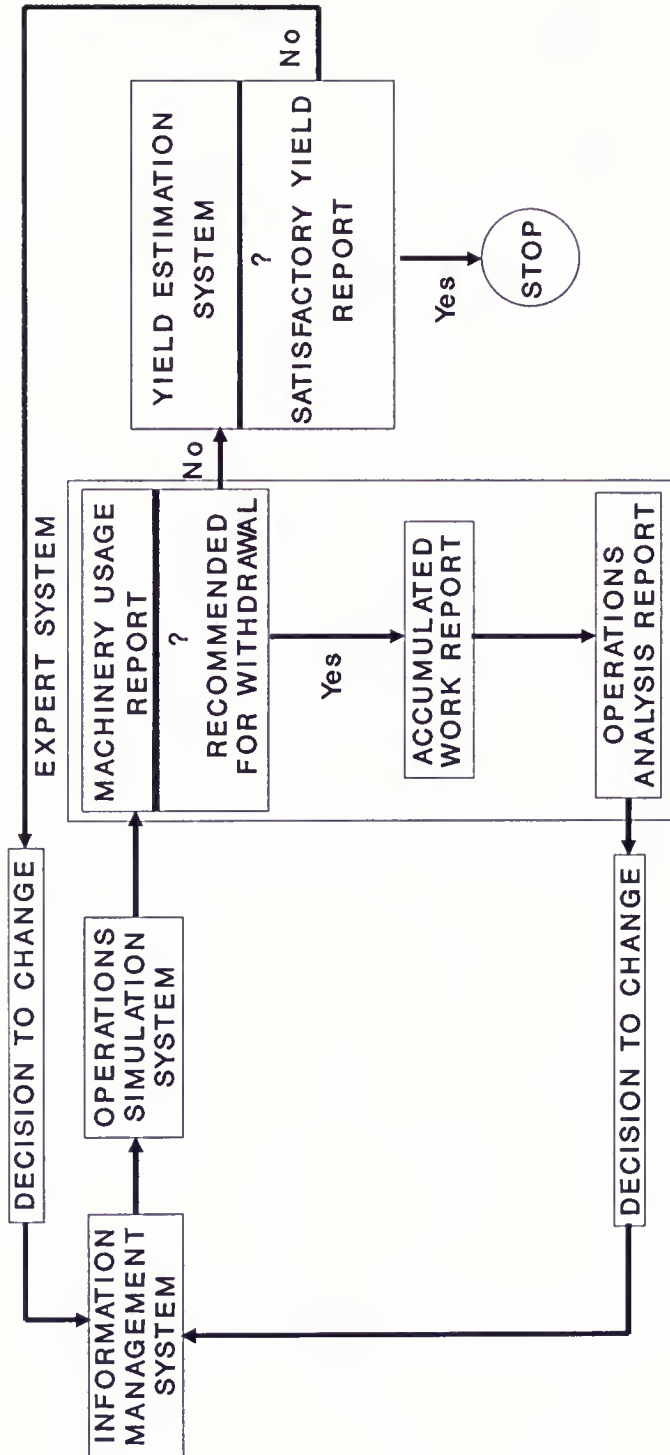 DECISION TO CHANGE
EXPERT SYSTEM
No
INFORMATION
MANAGEMENT
SYSTEM
OPERATIONS
SIMULATION
SYSTEM
MACHINERY USAGE
REPORT
?
RECOMMENDED
FOR WITHDRAWAL
No
YIELD ESTIMATION
SYSTEM
?
SATISFACTORY YIELD
REPORT
Yes
STOP
Yes
ACCUMULATED
WORK REPORT
OPERATIONS
ANALYSIS REPORT
DECISION TO CHANGE